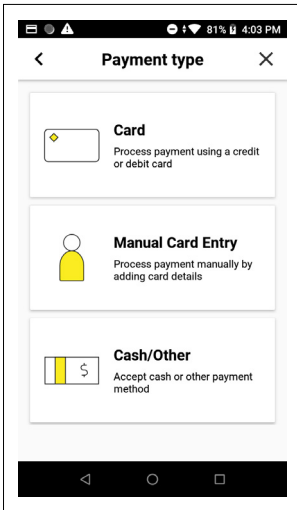 81% 4:03 PM
Payment type
Card
Process payment using a credit
or debit card
Manual Card Entry
Process payment manually by
adding card details
$
Cash/Other
Accept cash or other payment
method